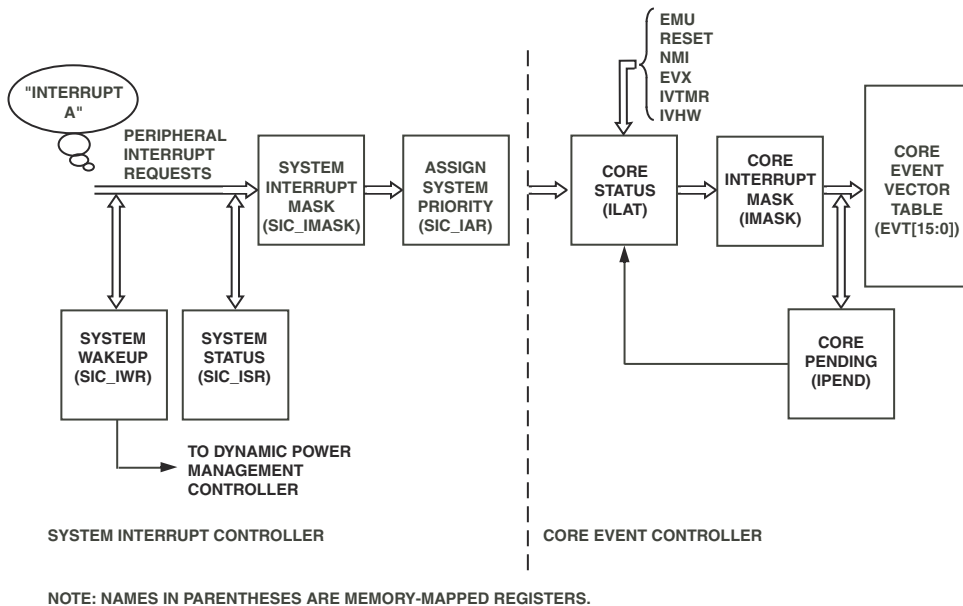 "INTERRUPT
A"
PERIPHERAL
INTERRUPT
REQUESTS
SYSTEM
INTERRUPT
MASK
(SIC_IMASK)
ASSIGN
SYSTEM
PRIORITY
(SIC_IAR)
EMU
RESET
NMI
EVX
IVTMR
IVHW
CORE
STATUS
(ILAT)
CORE
INTERRUPT
MASK
(IMASK)
CORE
EVENT
VECTOR
TABLE
(EVT[15:0])
SYSTEM
WAKEUP
(SIC_IWR)
SYSTEM
STATUS
(SIC_ISR)
CORE
PENDING
(IPEND)
TO DYNAMIC POWER
MANAGEMENT
CONTROLLER
SYSTEM INTERRUPT CONTROLLER
CORE EVENT CONTROLLER
NOTE: NAMES IN PARENTHESES ARE MEMORY-MAPPED REGISTERS.